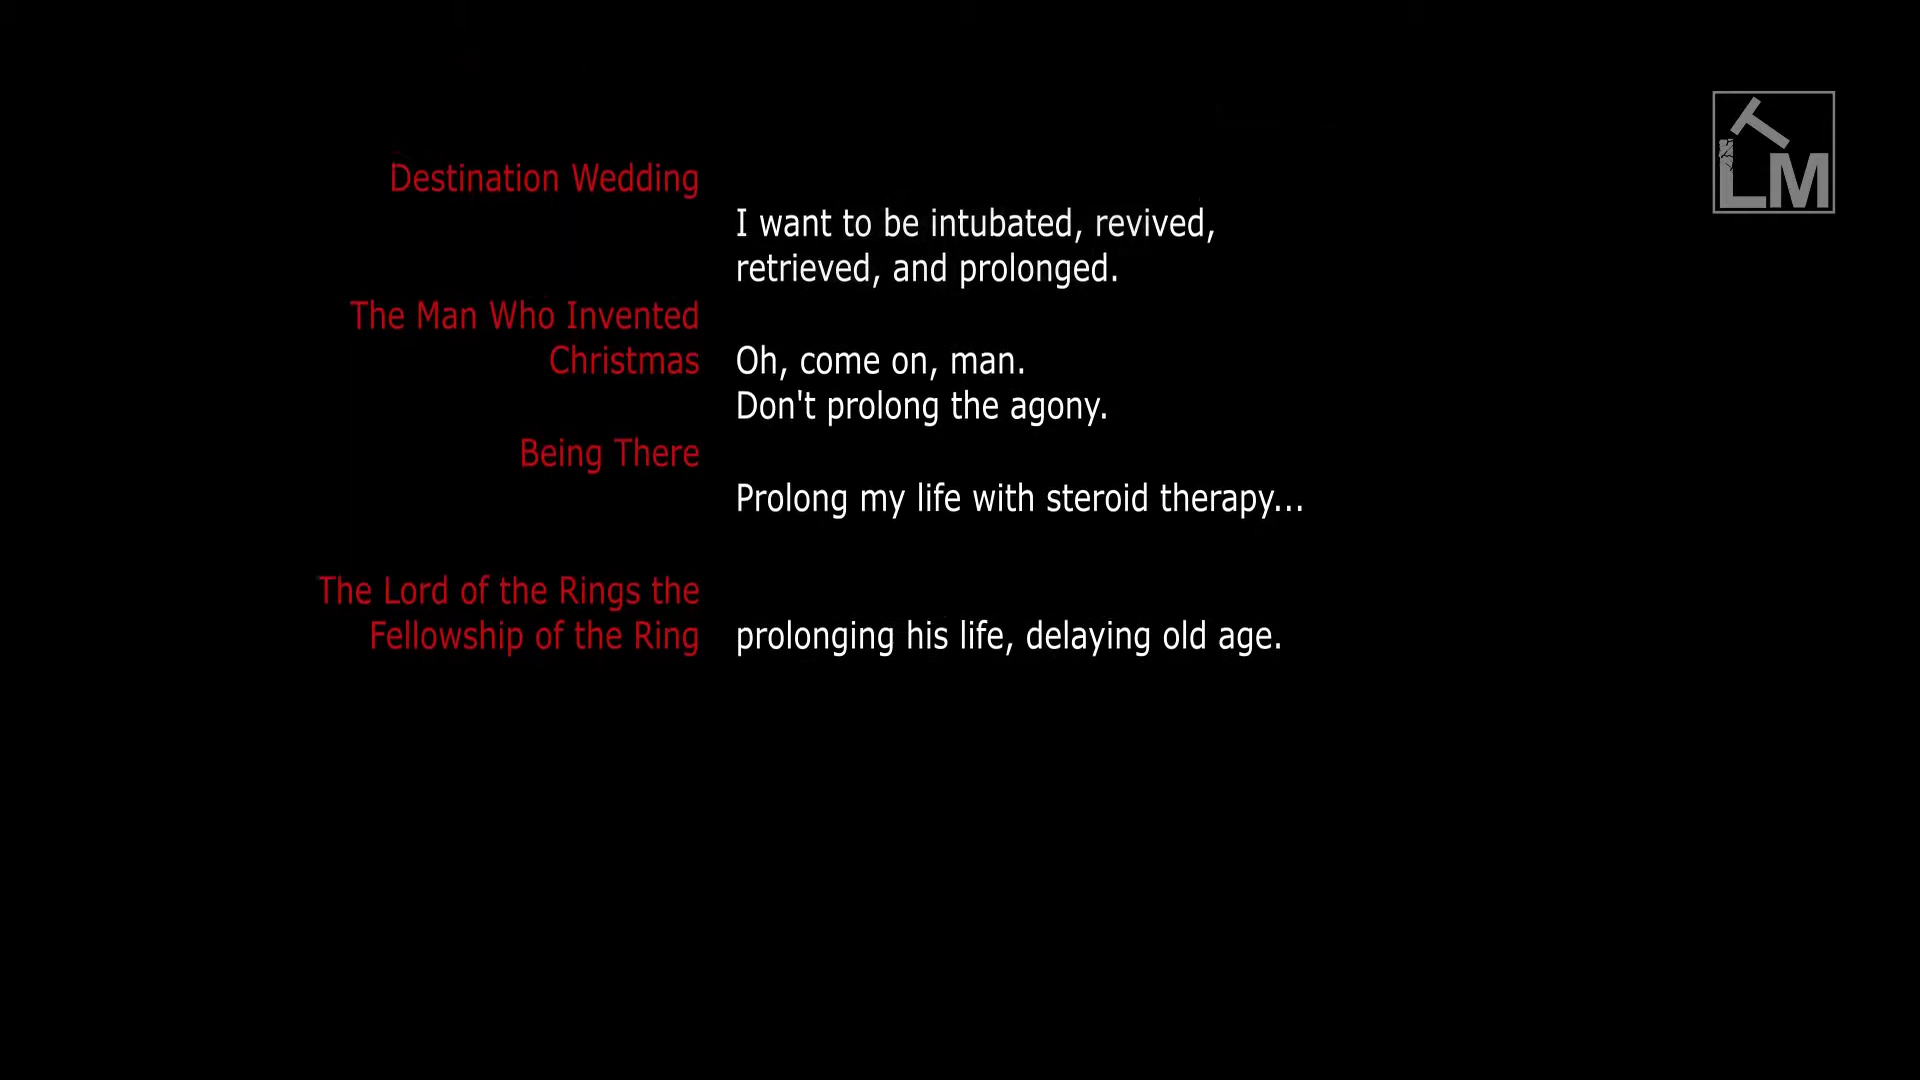 Destination Wedding
I want to be intubated, revived,
retrieved, and prolonged.
The Man Who Invented
Christmas
Oh, come on, man.
Don't prolong the agony.
Being There
Prolong my life with steroid therapy...
The Lord of the Rings the
Fellowship of the Ring
prolonging his life, delaying old age.
LTM